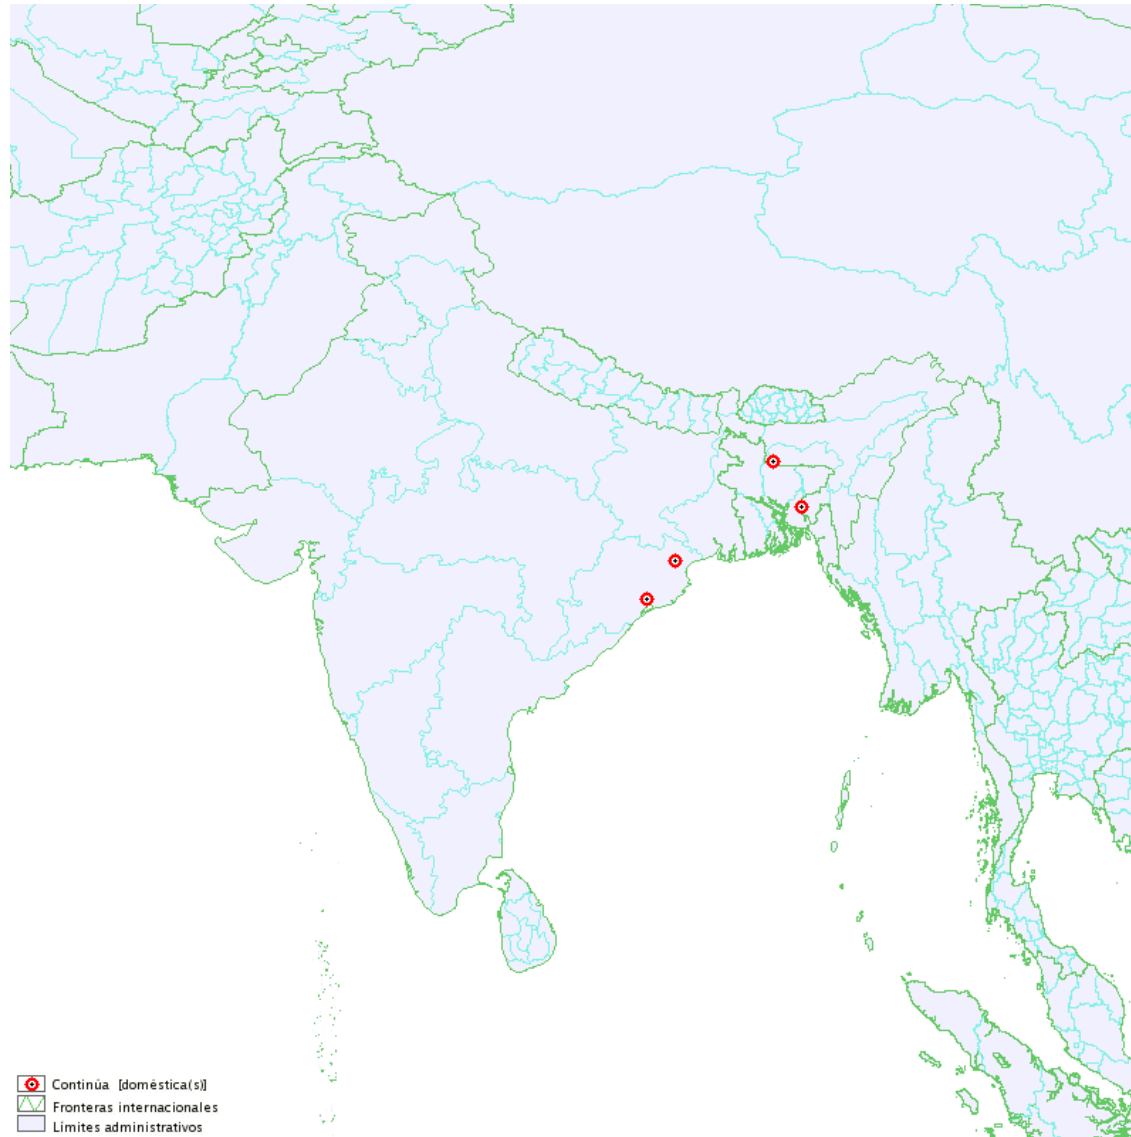 Continúa [doméstica(s)]
Fronteras internacionales
Límites administrativos